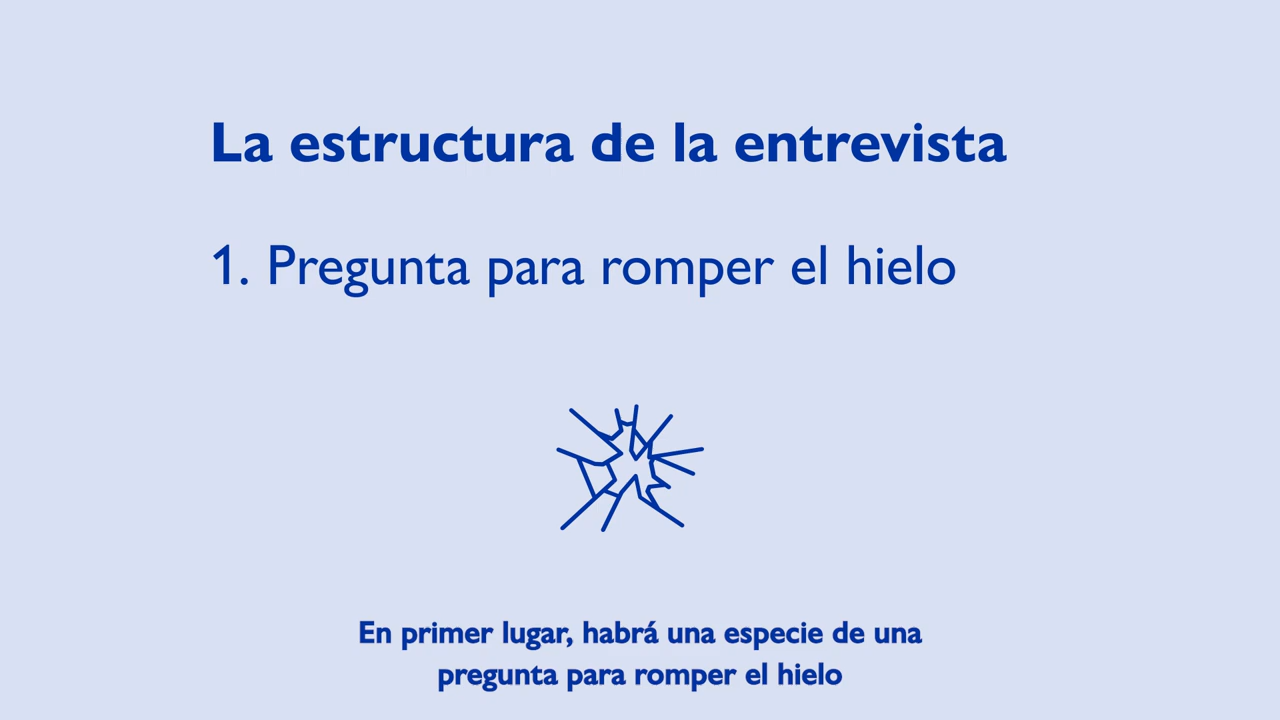 La estructura de la entrevista
1. Pregunta para romper el hielo
En primer lugar, habrá una especie de una
pregunta para romper el hielo